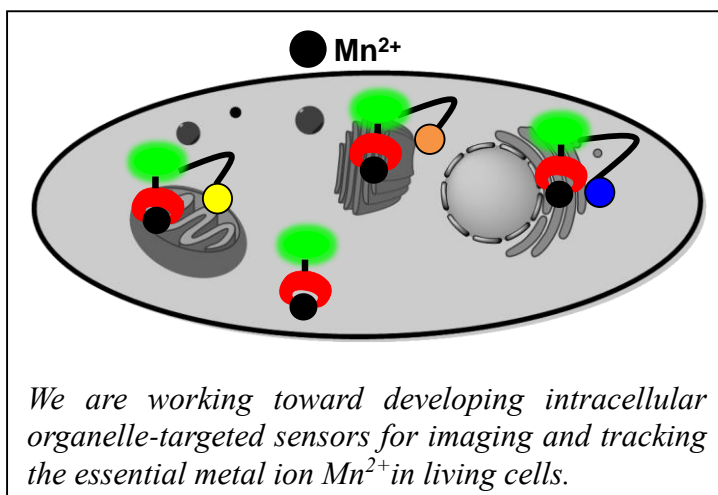 Mn²⁺
We are working toward developing intracellular
organelle-targeted sensors for imaging and tracking
the essential metal ion Mn²⁺in living cells.